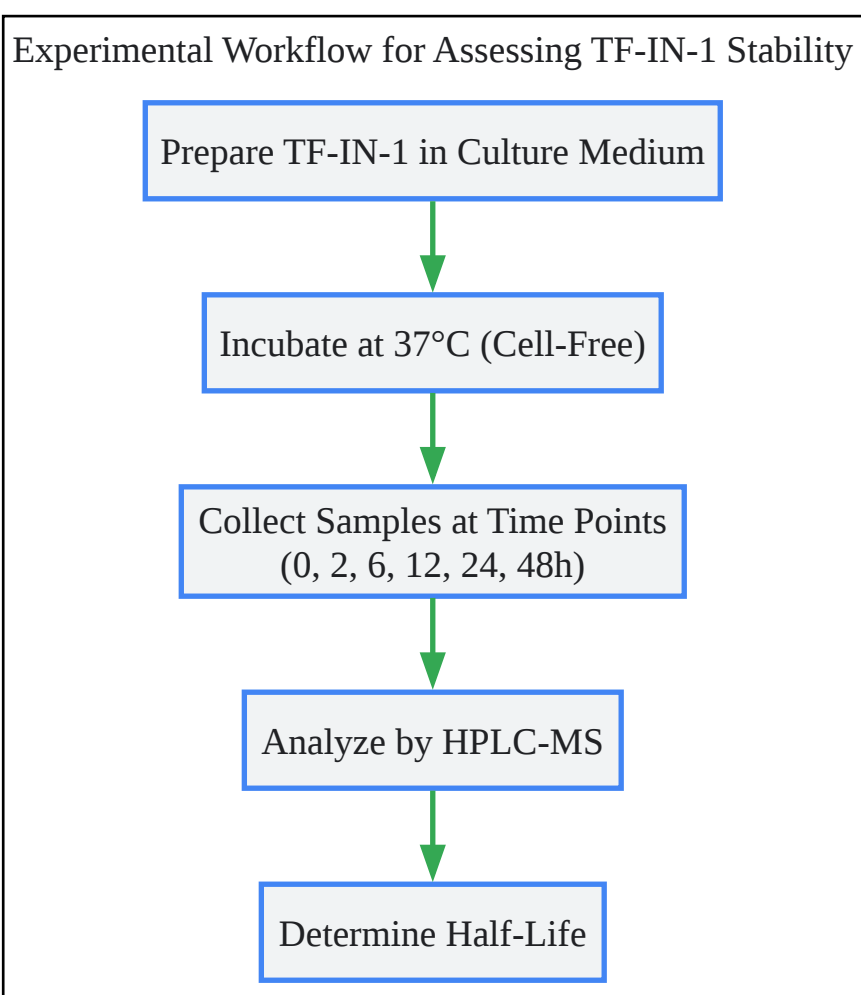 Experimental Workflow for Assessing TF-IN-1 Stability
Prepare TF-IN-1 in Culture Medium
Incubate at 37°C (Cell-Free)
Collect Samples at Time Points
(0, 2, 6, 12, 24, 48h)
Analyze by HPLC-MS
Determine Half-Life